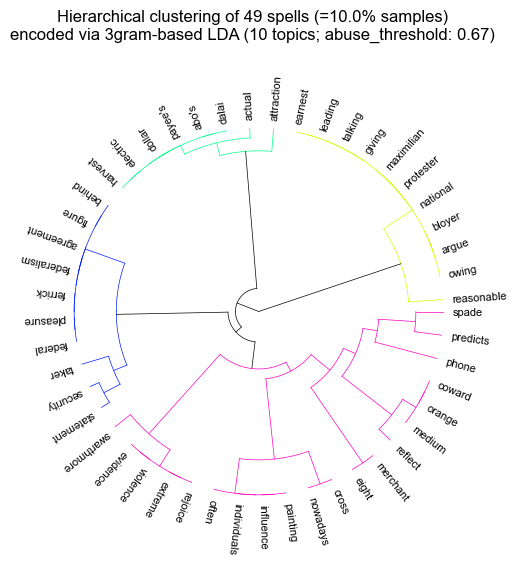 Hierarchical clustering of 49 spells (=10.0% samples)
encoded via 3gram-based LDA (10 topics; abuse_threshold: 0.67)
reasonable
owing
argue
bloyer
national
protester
maximilian
giving
talking
leading
earnest
attraction
actual
dalai
abo's
payee's
dollar
electric
harvest
behind
figure
agreement
federalism
ferrick
pleasure
federal
taker
security
statement
swarthmore
evidence
violence
extreme
rejoice
often
individuals
influence
painting
nowadays
cross
eight
merchant
reflect
medium
orange
coward
phone
predicts
spade